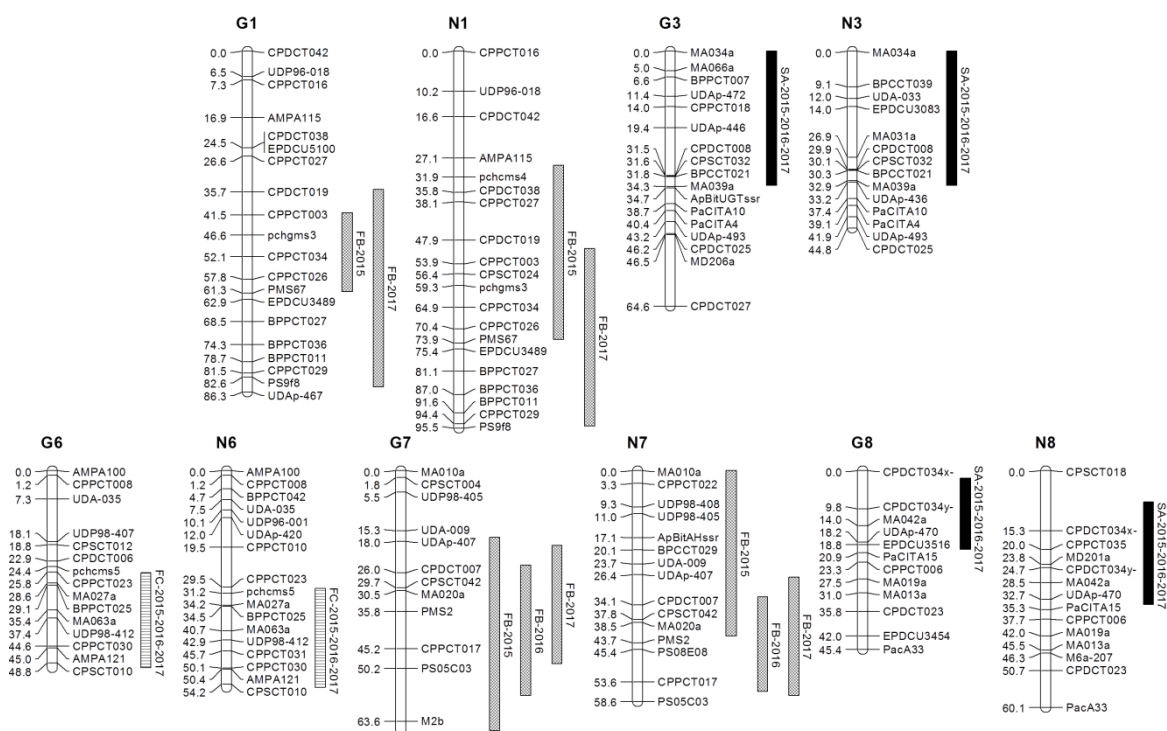 G1
0.0 CPDCT042
6.5 UDP96-018
7.3 CPPCT016
16.9 AMPA115
CPDCT038
24.5 EPDCU5100
26.6 CPPCT027
35.7 CPDCT019
41.5 CPPCT003
46.6 pchgms3
52.1 CPPCT034
57.8 CPPCT026
61.3 PMS67
62.9 EPDCU3489
68.5 BPPCT027
74.3 BPPCT036
78.7 BPPCT011
81.5 CPPCT029
82.6 PS9f8
86.3 UDAp-467
FB-2015
FB-2017
N1
0.0 CPPCT016
10.2 UDP96-018
16.6 CPDCT042
27.1 AMPA115
31.9 pchcms4
35.8 CPDCT038
38.1 CPPCT027
47.9 CPDCT019
53.9 CPPCT003
56.4 CPSCT024
59.3 pchgms3
64.9 CPPCT034
70.4 CPPCT026
73.9 PMS67
75.4 EPDCU3489
81.1 BPPCT027
87.0 BPPCT036
91.6 BPPCT011
94.4 CPPCT029
95.5 PS9f8
FB-2015
FB-2017
G3
0.0 MA034a
5.0 MA066a
6.6 BPPCT007
11.4 UDAp-472
14.0 CPPCT018
19.4 UDAp-446
31.5 CPDCT008
31.6 CPSCT032
31.8 BPCCT021
34.3 MA039a
34.7 ApBitUGTssr
38.7 PaCITA10
40.4 PaCITA4
43.2 UDAp-493
46.2 CPDCT025
46.5 MD206a
64.6 CPDCT027
SA-2015-2016-2017
N3
0.0 MA034a
9.1 BPCCT039
12.0 UDA-033
14.0 EPDCU3083
26.9 MA031a
29.9 CPDCT008
30.1 CPSCT032
30.3 BPCCT021
32.9 MA039a
33.2 UDAp-436
37.4 PaCITA10
39.1 PaCITA4
41.9 UDAp-493
44.8 CPDCT025
SA-2015-2016-2017
G6
0.0 AMPA100
1.2 CPPCT008
7.3 UDA-035
18.1 UDP98-407
18.8 CPSCT012
22.9 CPDCT006
24.4 pchcms5
25.8 CPPCT023
28.6 MA027a
29.1 BPPCT025
35.4 MA063a
37.4 UDP98-412
44.6 CPPCT030
45.0 AMPA121
48.8 CPSCT010
FC-2015-2016-2017
N6
0.0 AMPA100
1.2 CPPCT008
4.7 BPPCT042
7.5 UDA-035
10.1 UDP96-001
12.0 UDAp-420
19.5 CPPCT010
29.5 CPPCT023
31.2 pchcms5
34.2 MA027a
34.5 BPPCT025
40.7 MA063a
42.9 UDP98-412
45.7 CPPCT031
50.1 CPPCT030
50.4 AMPA121
54.2 CPSCT010
FC-2015-2016-2017
G7
0.0 MA010a
1.8 CPSCT004
5.5 UDP98-405
15.3 UDA-009
18.0 UDAp-407
26.0 CPDCT007
29.7 CPSCT042
30.5 MA020a
35.8 PMS2
45.2 CPPCT017
50.2 PS05C03
63.6 M2b
FB-2015
FB-2016
FB-2017
N7
0.0 MA010a
3.3 CPPCT022
9.3 UDP98-408
11.0 UDP98-405
17.1 ApBitAHssr
20.1 BPCCT029
23.7 UDA-009
26.4 UDAp-407
34.1 CPDCT007
37.8 CPSCT042
38.5 MA020a
43.7 PMS2
45.4 PS08E08
53.6 CPPCT017
58.6 PS05C03
FB-2015
FB-2016
FB-2017
G8
0.0 CPDCT034x-
9.8 CPDCT034y-
14.0 MA042a
18.2 UDAp-470
18.8 EPDCU3516
20.9 PaCITA15
23.3 CPPCT006
27.5 MA019a
31.0 MA013a
35.8 CPDCT023
42.0 EPDCU3454
45.4 PacA33
SA-2015-2016-2017
N8
0.0 CPSCT018
15.3 CPDCT034x-
20.0 CPPCT035
23.8 MD201a
24.7 CPDCT034y-
28.5 MA042a
32.7 UDAp-470
35.3 PaCITA15
37.7 CPPCT006
42.0 MA019a
45.5 MA013a
46.3 M6a-207
50.7 CPDCT023
60.1 PacA33
SA-2015-2016-2017